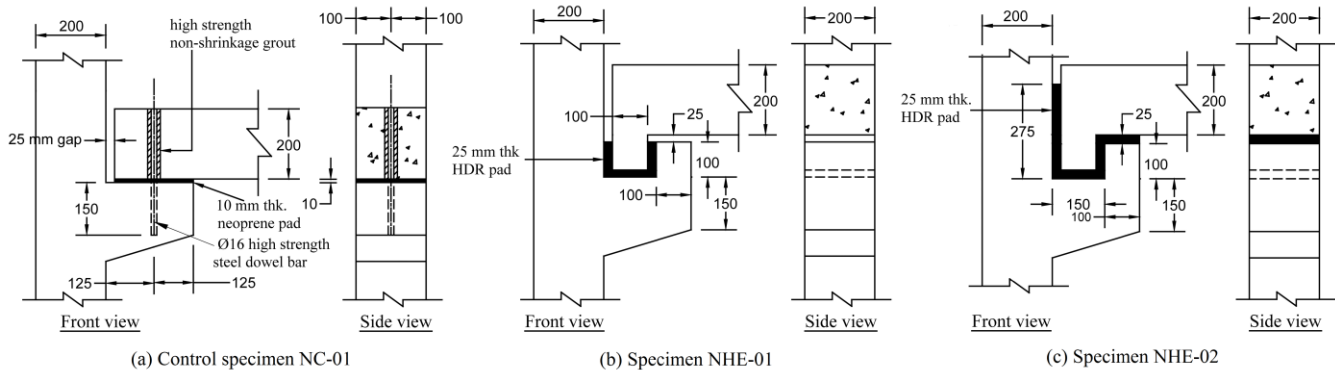 200
high strength
non-shrinkage grout
100
100
25 mm gap
200
150
10
10 mm thk.
neoprene pad
Ø16 high strength
steel dowel bar
125
125
Front view
Side view
(a) Control specimen NC-01
200
200
100
25
200
25 mm thk
HDR pad
100
100
150
Front view
Side view
(b) Specimen NHE-01
200
200
25 mm thk.
HDR pad
275
25
200
100
150
150
100
Front view
Side view
(c) Specimen NHE-02